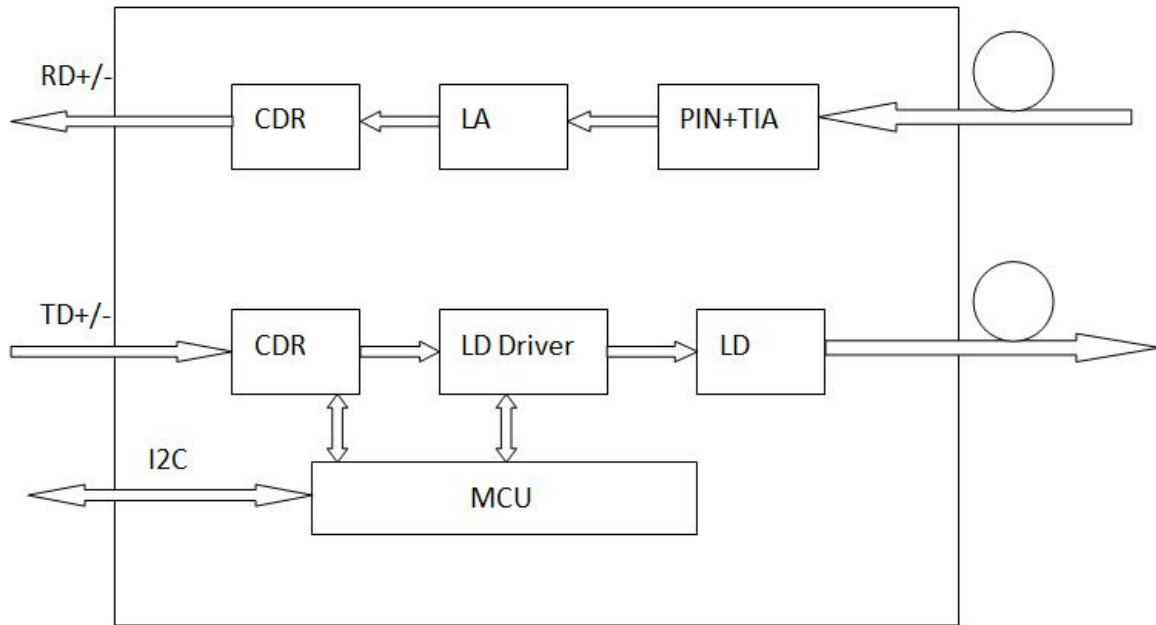 RD+/-
CDR
LA
PIN+TIA
TD+/-
CDR
LD Driver
LD
I2C
MCU